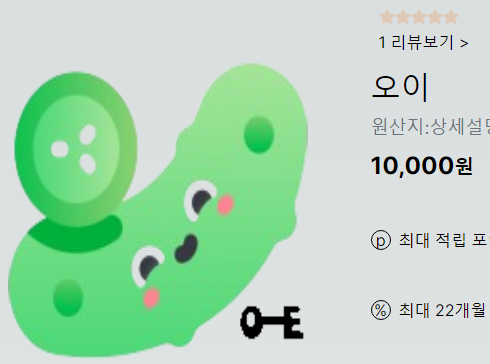 1 리뷰보기 >
오이
원산지:상세설명
10,000원
ⓟ 최대 적립 포
% 최대 22개월